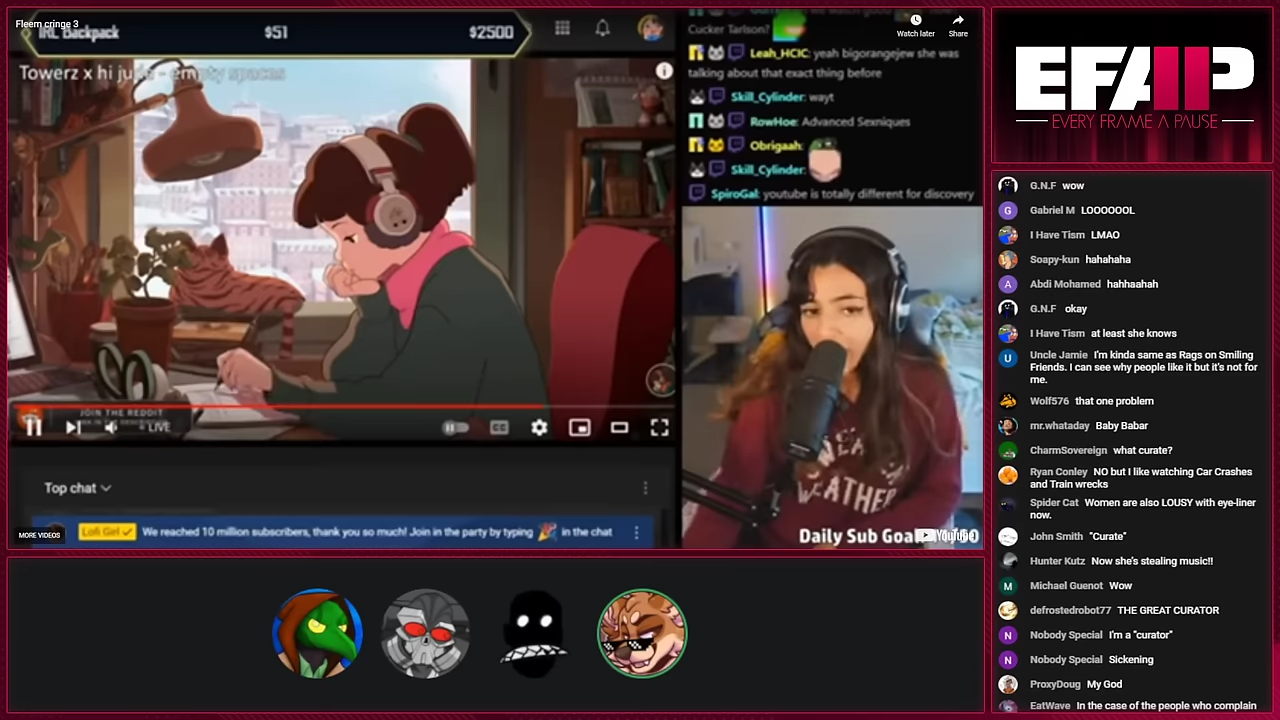 Fleem cringe 3
IRL Backpack
$51
$2500
Towerz x hi
- empty spaces
JOIN THE REDDIT
LIVE
CC
Top chat
MORE VIDEOS
Lofi Girl
We reached 10 million subscribers, thank you so much! Join in the party by typing
in the chat
Cucker Tarlson?
Watch later
Share
Leah_HCIC: yeah bigorangejew she was
talking about that exact thing before
Skill_Cylinder: wayt
RowHoe: Advanced Sexniques
Obrigaah:
Skill_Cylinder:
SpiroGal: youtube is totally different for discovery
WEATHER
Daily Sub Goal
YouTube
EFAP
EVERY FRAME A PAUSE
G.N.F wow
G
Gabriel M LOOOOOOL
I Have Tism LMAO
Soapy-kun hahahaha
A
Abdi Mohamed hahhaahah
G.N.F okay
I Have Tism at least she knows
U
Uncle Jamie I'm kinda same as Rags on Smiling
Friends. I can see why people like it but it's not for
me.
Wolf576 that one problem
mr.whataday Baby Babar
CharmSovereign what curate?
Ryan Conley NO but I like watching Car Crashes
and Train wrecks
Spider Cat Women are also LOUSY with eye-liner
now.
John Smith "Curate"
Hunter Kutz Now she's stealing music!!
M
Michael Guenot Wow
defrostedrobot77 THE GREAT CURATOR
N
Nobody Special I'm a "curator"
N
Nobody Special Sickening
ProxyDoug My God
EatWave In the case of the people who complain